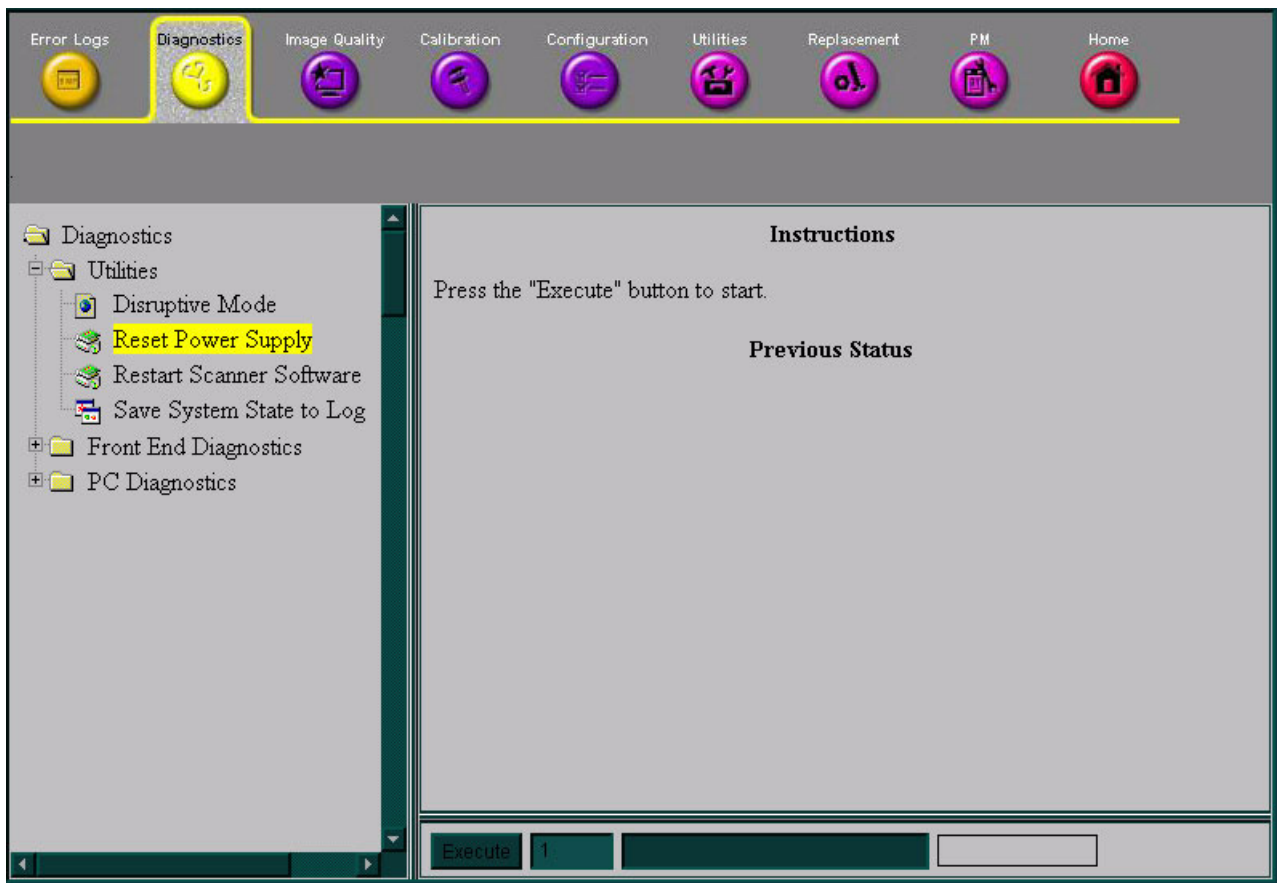 Error Logs Diagnostics Image Quality Calibration Configuration Utilities Replacement PM Home
Diagnostics
Utilities
Disruptive Mode
Reset Power Supply
Restart Scanner Software
Save System State to Log
Front End Diagnostics
PC Diagnostics
Instructions
Press the "Execute" button to start.
Previous Status
Execute 1